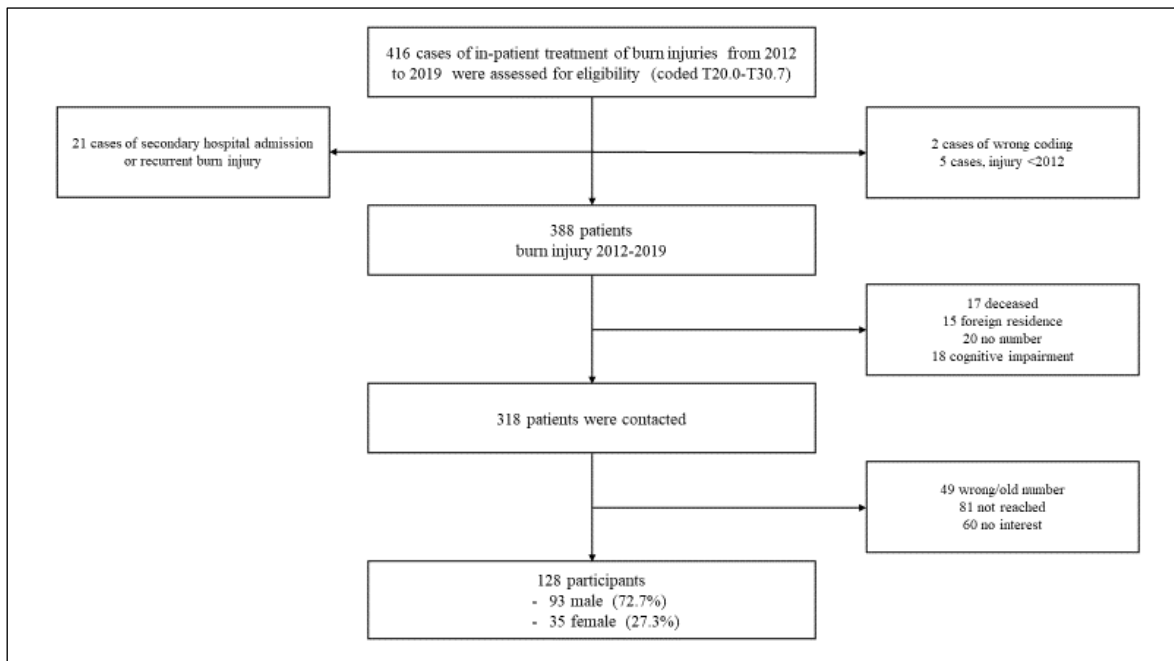 416 cases of in-patient treatment of burn injuries from 2012
to 2019 were assessed for eligibility (coded T20.0-T30.7)
21 cases of secondary hospital admission
or recurrent burn injury
2 cases of wrong coding
5 cases, injury <2012
388 patients
burn injury 2012-2019
17 deceased
15 foreign residence
20 no number
18 cognitive impairment
318 patients were contacted
49 wrong/old number
81 not reached
60 no interest
128 participants
- 93 male (72.7%)
- 35 female (27.3%)